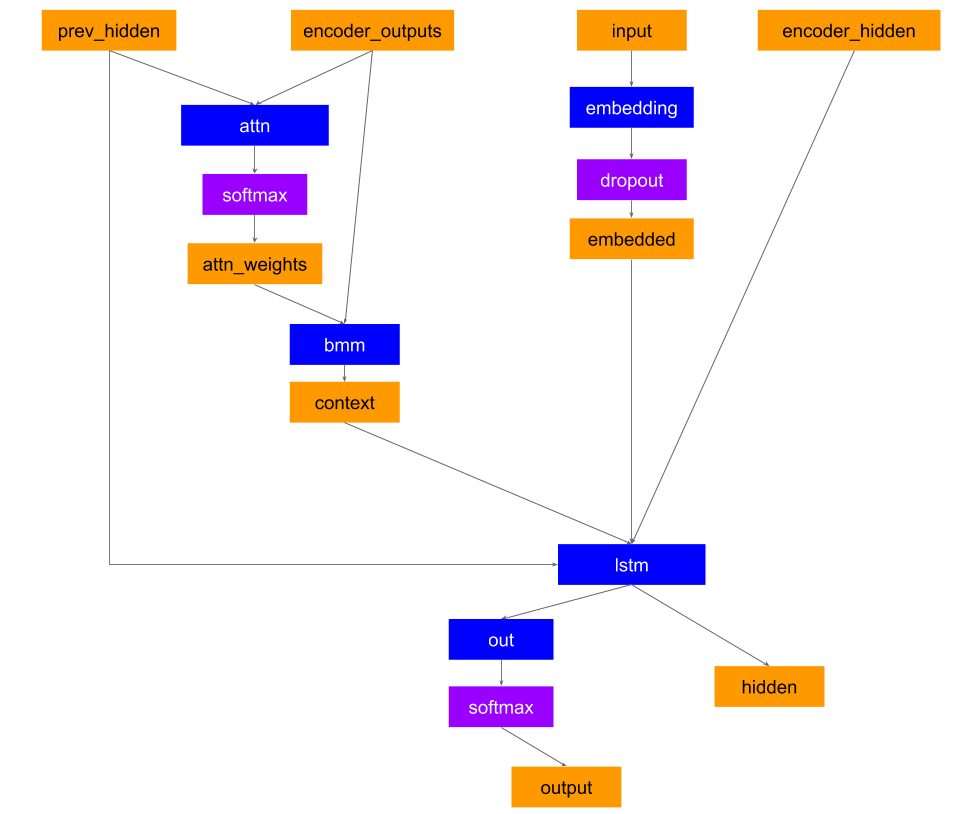 prev_hidden
encoder_outputs
input
encoder_hidden
embedding
attn
dropout
softmax
embedded
attn_weights
bmm
context
lstm
out
hidden
softmax
output